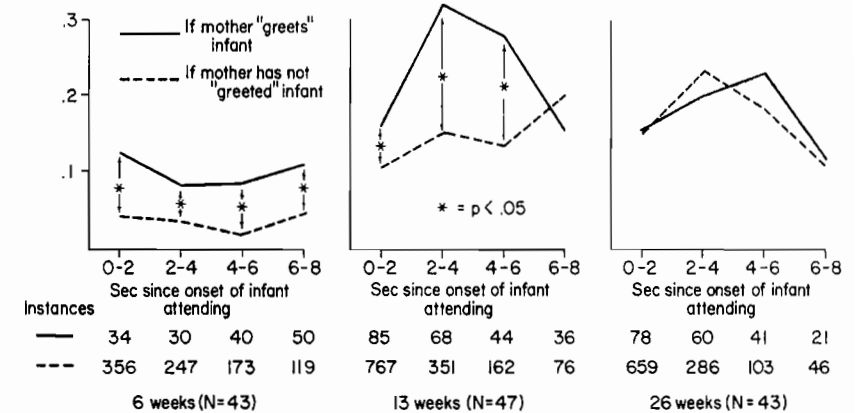 .3
.2
.1
If mother "greets"
infant
If mother has not
"greeted" infant
* = p < .05
0-2 2-4 4-6 6-8
0-2 2-4 4-6 6-8
0-2 2-4 4-6 6-8
Sec since onset of infant
attending
Sec since onset of infant
attending
Sec since onset of infant
attending
Instances
34 30 40 50
85 68 44 36
78 60 41 21
356 247 173 119
767 351 162 76
659 286 103 46
6 weeks (N=43)
13 weeks (N=47)
26 weeks (N=43)